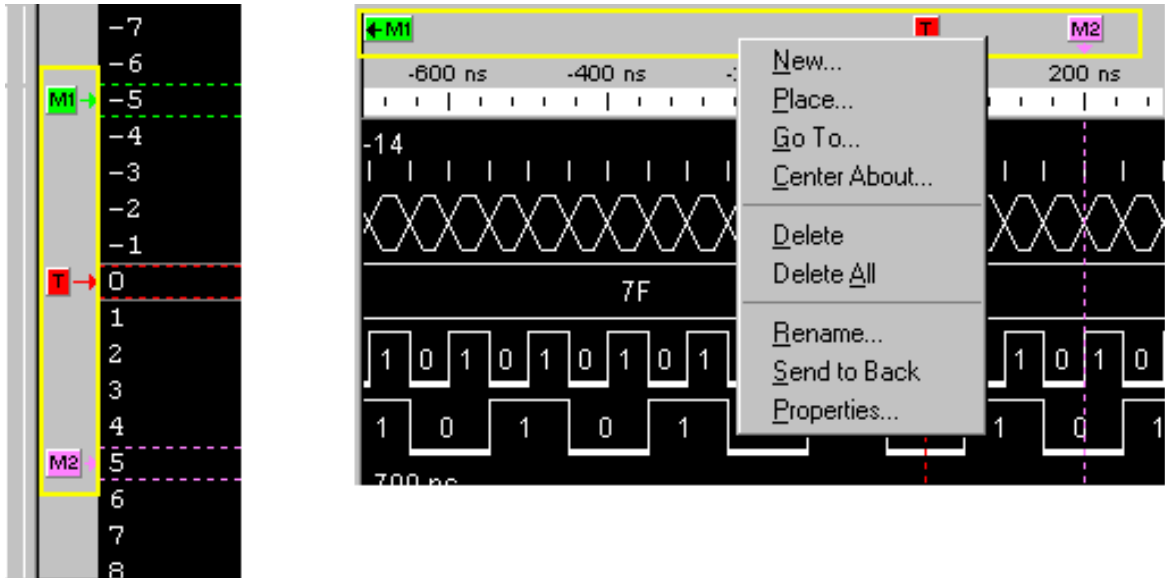 -7
-6
M1 -5
-4
-3
-2
-1
T 0
1
2
3
4
M2 5
6
7
8
M1 T M2
-600 ns -400 ns 200 ns
-14
7F
1 0 1 0 1 0 1 0 1 1 0 1 0
1 0 1 0 1 1 0 1
-700 ns
New...
Place...
Go To...
Center About...
Delete
Delete All
Rename...
Send to Back
Properties...